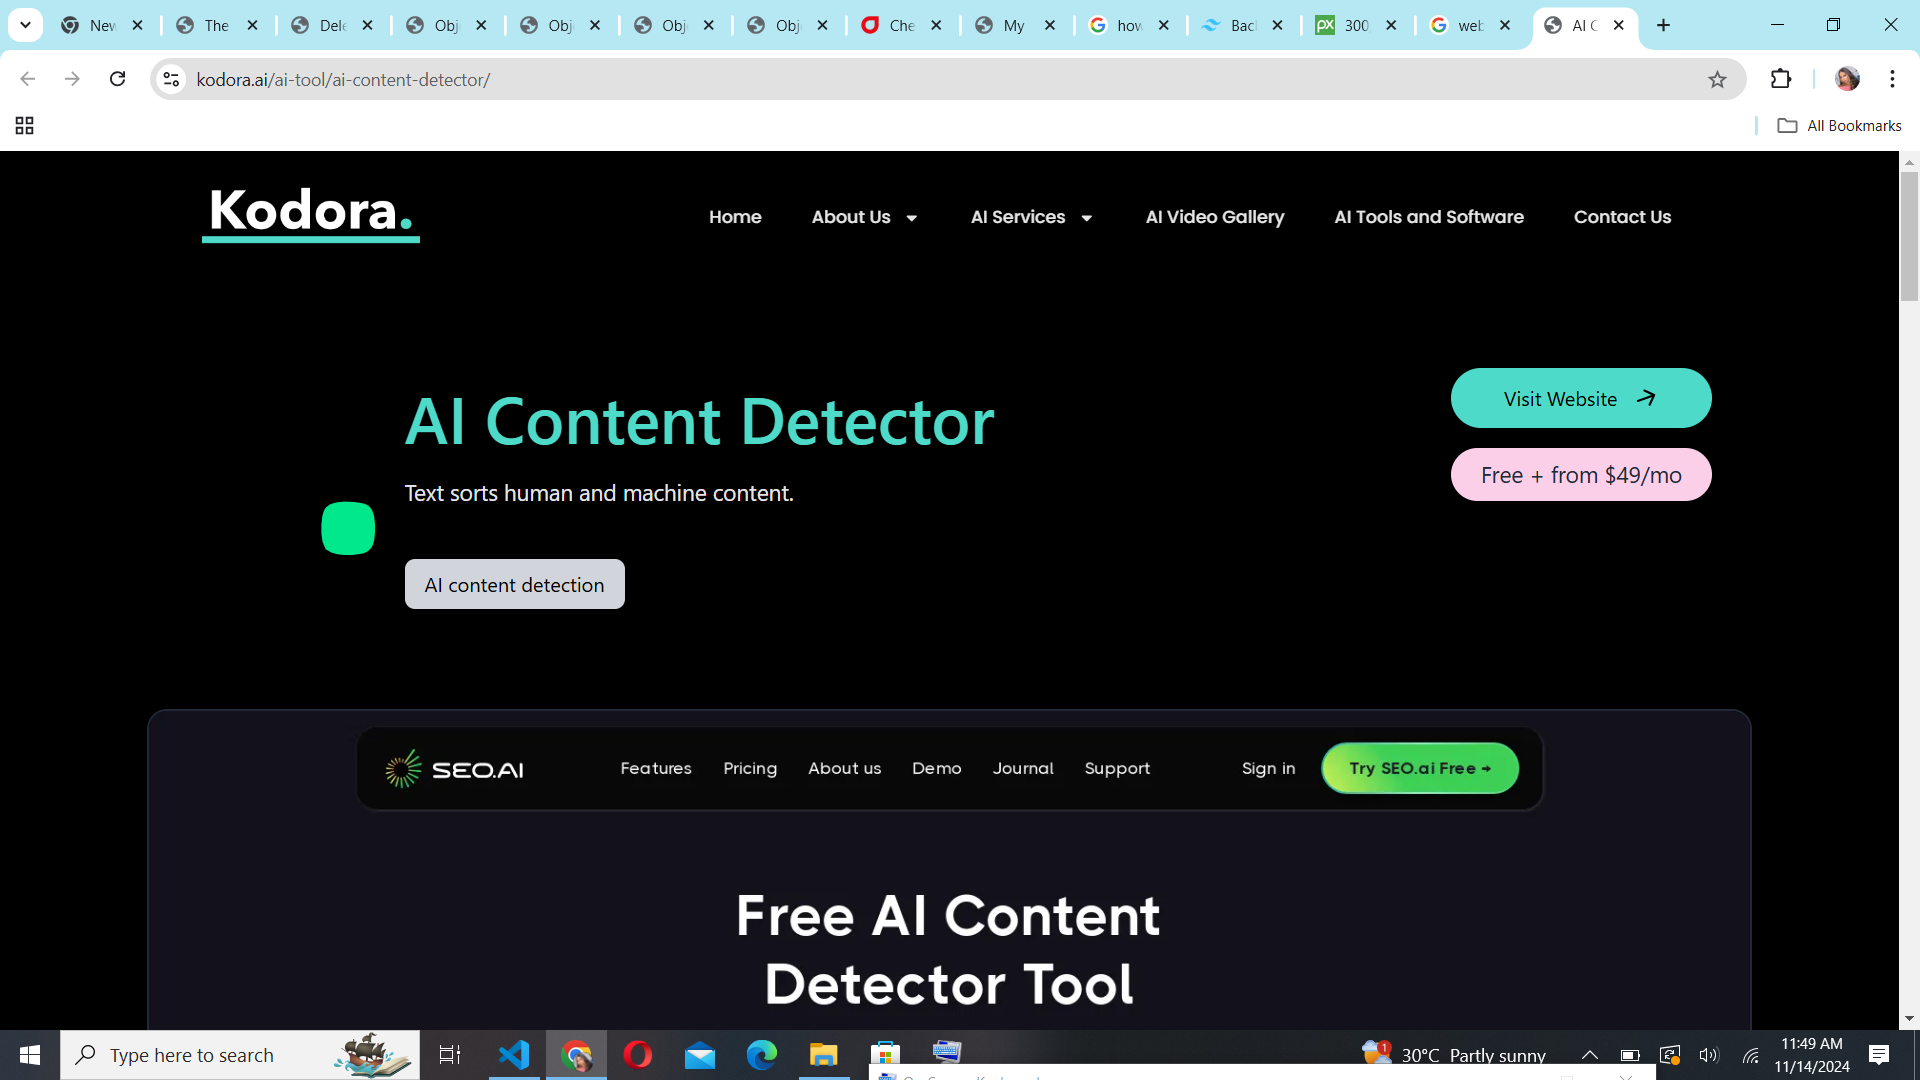 New
The
Dele
Obj
Obj
Obj
Obj
Che
My
how
Bac
300
web
AI C
kodora.ai/ai-tool/ai-content-detector/
All Bookmarks
Kodora.
Home
About Us
AI Services
AI Video Gallery
AI Tools and Software
Contact Us
AI Content Detector
Text sorts human and machine content.
AI content detection
Visit Website
Free + from $49/mo
SEO.AI
Features
Pricing
About us
Demo
Journal
Support
Sign in
Try SEO.ai Free
Free AI Content
Detector Tool
Type here to search
1
30°C Partly sunny
11:49 AM
11/14/2024